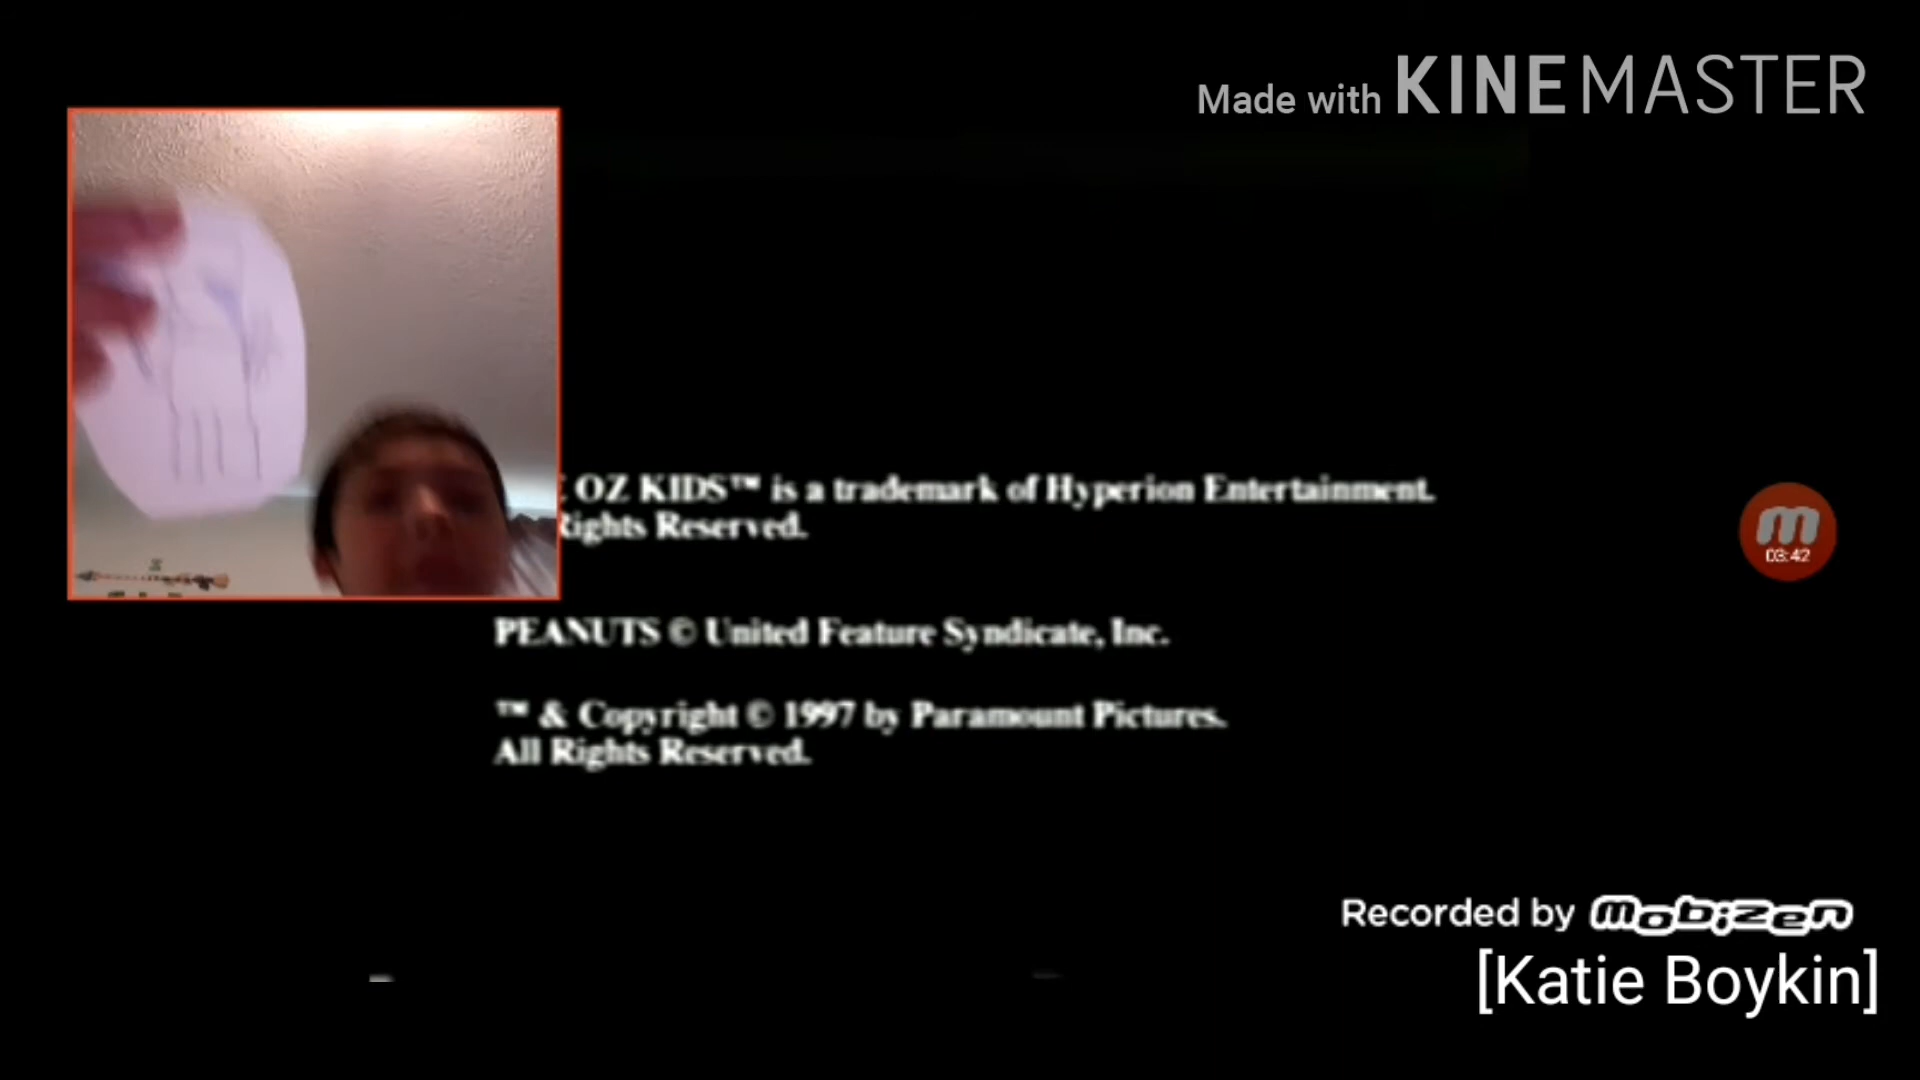 Made with KINEMASTER
OZ KIDS™ is a trademark of Hyperion Entertainment.
Rights Reserved.
03:42
PEANUTS © United Feature Syndicate, Inc.
™ & Copyright © 1997 by Paramount Pictures.
All Rights Reserved.
Recorded by mobizen
[Katie Boykin]